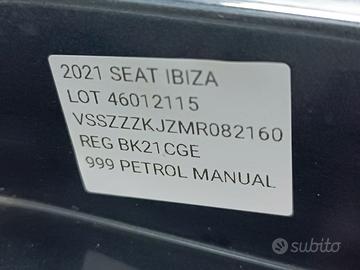 2021 SEAT IBIZA
LOT 46012115
VSSZZZKJZMR082160
REG BK21CGE
999 PETROL MANUAL
subito